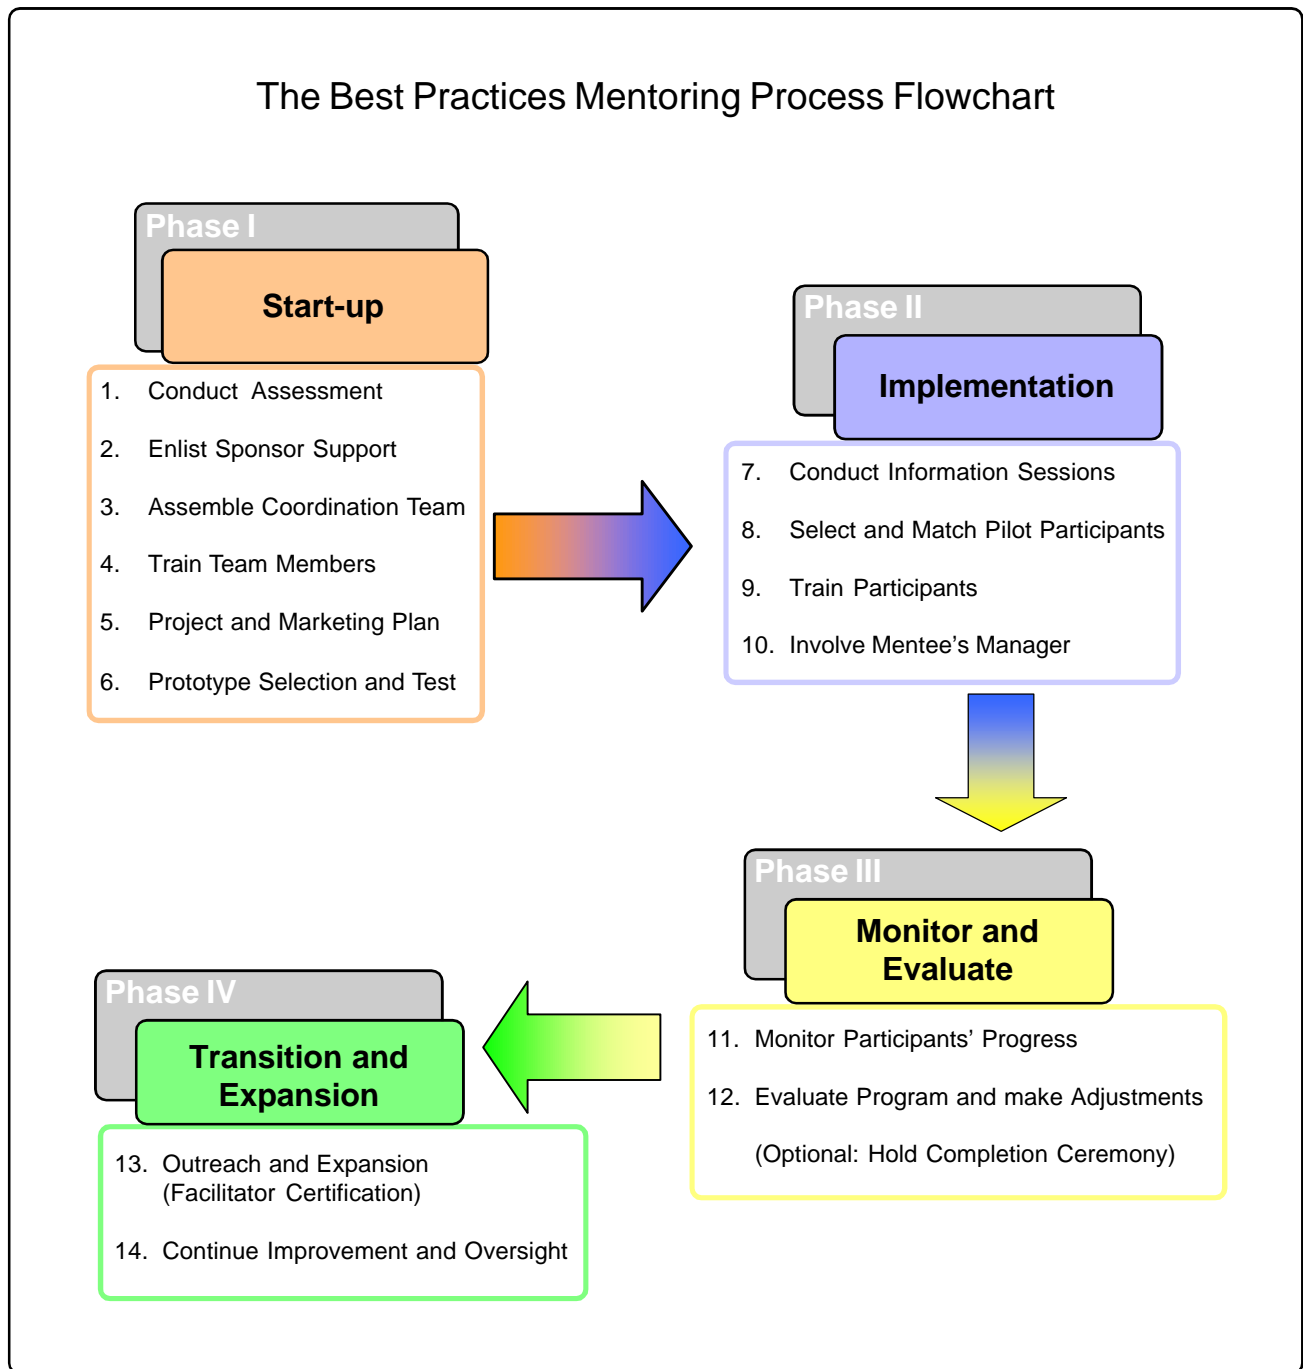 The Best Practices Mentoring Process Flowchart
Phase I
Start-up
1. Conduct Assessment
2. Enlist Sponsor Support
3. Assemble Coordination Team
4. Train Team Members
5. Project and Marketing Plan
6. Prototype Selection and Test
Phase II
Implementation
7. Conduct Information Sessions
8. Select and Match Pilot Participants
9. Train Participants
10. Involve Mentee’s Manager
Phase III
Monitor and
Evaluate
11. Monitor Participants’ Progress
12. Evaluate Program and make Adjustments
(Optional: Hold Completion Ceremony)
Phase IV
Transition and
Expansion
13. Outreach and Expansion
(Facilitator Certification)
14. Continue Improvement and Oversight